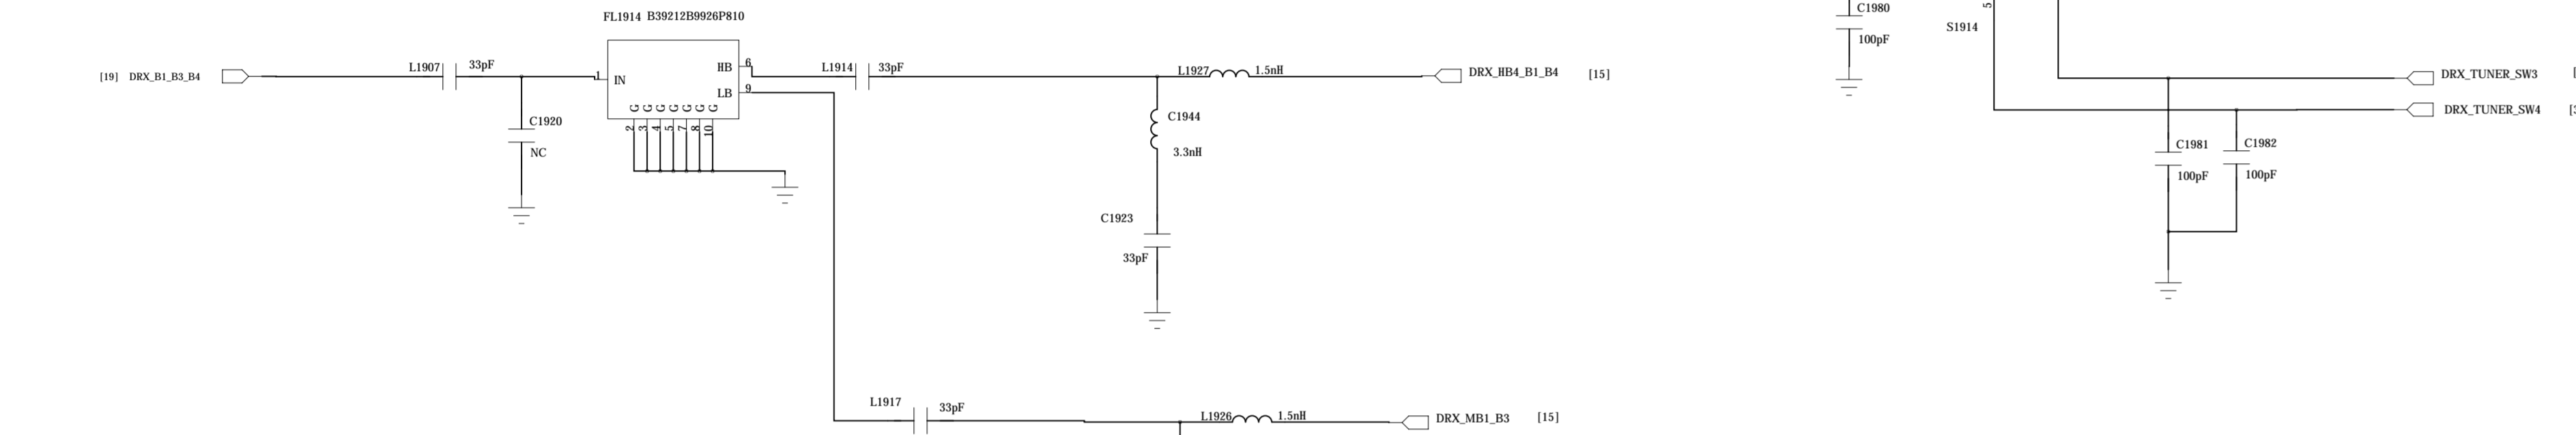 FL1914 B39212B9926P810
[19] DRX_B1_B3_B4
L1907 33pF
C1920
NC
1 IN
HB 6
LB 9
G G G G G G G
2 3 4 5 7 8 10
L1914 33pF
L1927 1.5nH
DRX_HB4_B1_B4 [15]
C1944
3.3nH
C1923
33pF
L1917 33pF
L1926 1.5nH
DRX_MB1_B3 [15]
C1980
100pF
5
S1914
DRX_TUNER_SW3
DRX_TUNER_SW4
C1981
100pF
C1982
100pF